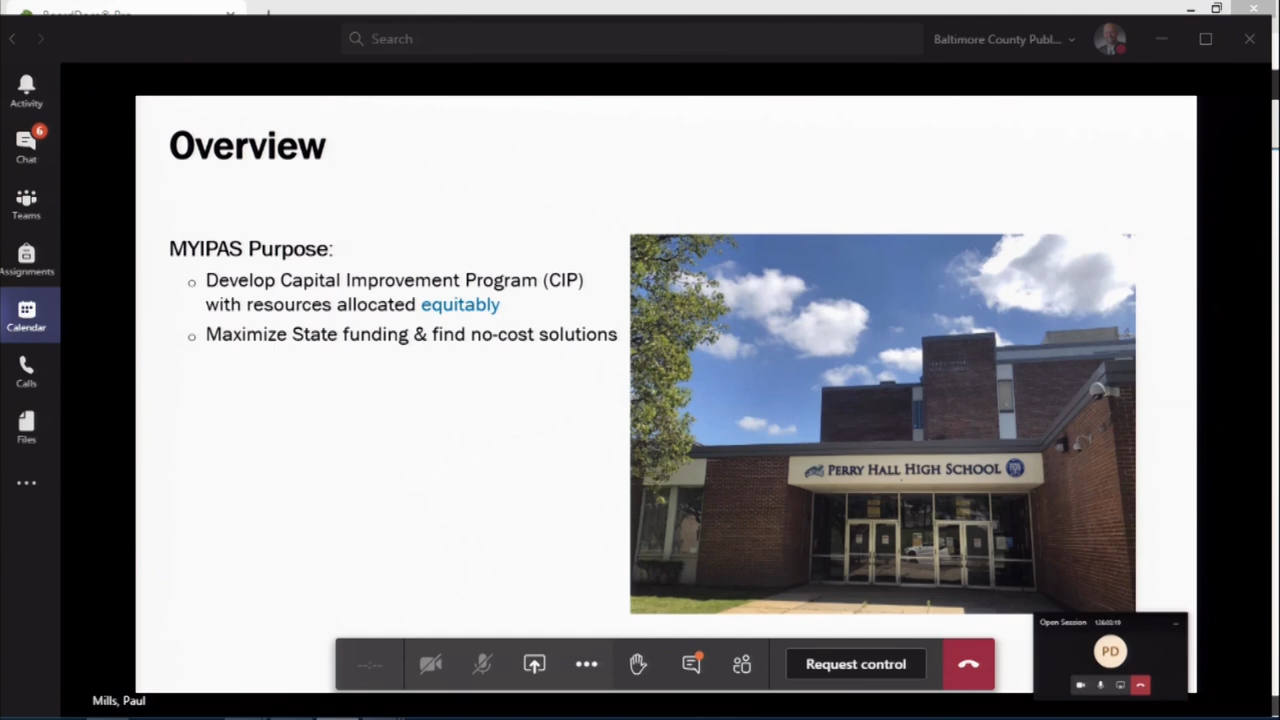 Search
Baltimore County Publ...
Activity
6
Chat
Teams
Assignments
Calendar
Calls
Files
Overview
MYIPAS Purpose:
Develop Capital Improvement Program (CIP)
with resources allocated equitably
Maximize State funding & find no-cost solutions
PERRY HALL HIGH SCHOOL
Open Session
PD
--:--
Request control
Mills, Paul